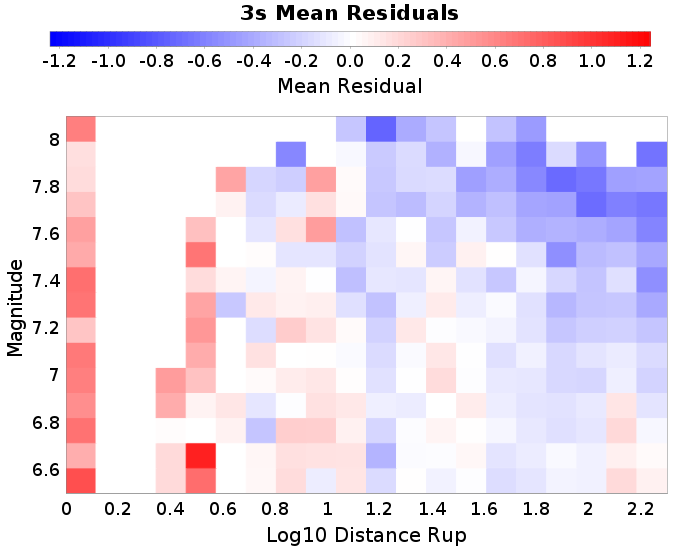 3s Mean Residuals
-1.2 -1.0 -0.8 -0.6 -0.4 -0.2 0.0 0.2 0.4 0.6 0.8 1.0 1.2
Mean Residual
8
7.8
7.6
7.4
7.2
7
6.8
6.6
Magnitude
0 0.2 0.4 0.6 0.8 1 1.2 1.4 1.6 1.8 2 2.2
Log10 Distance Rup